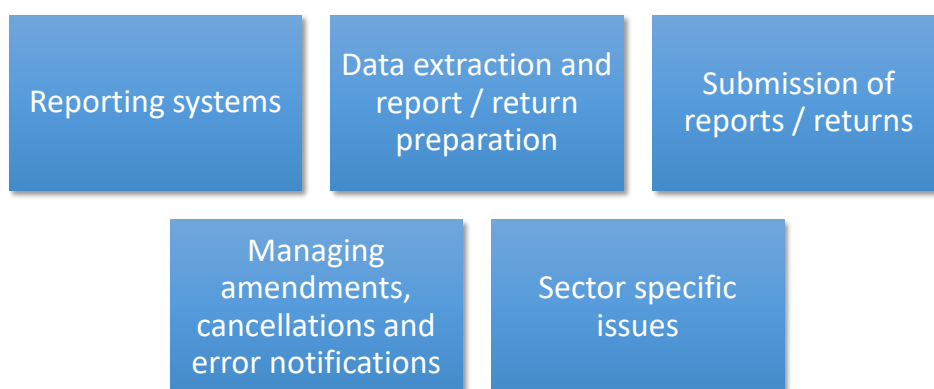 Reporting systems
Data extraction and
report / return
preparation
Submission of
reports / returns
Managing
amendments,
cancellations and
error notifications
Sector specific
issues